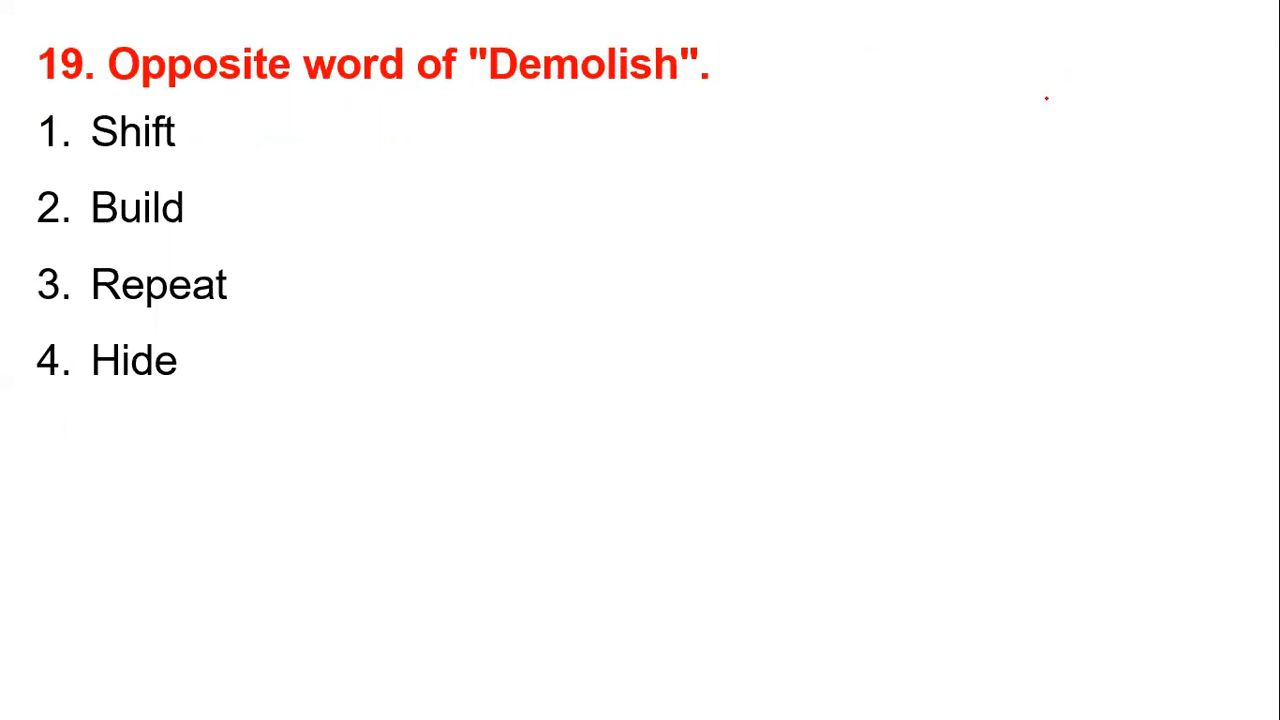 19. Opposite word of "Demolish".
1. Shift
2. Build
3. Repeat
4. Hide